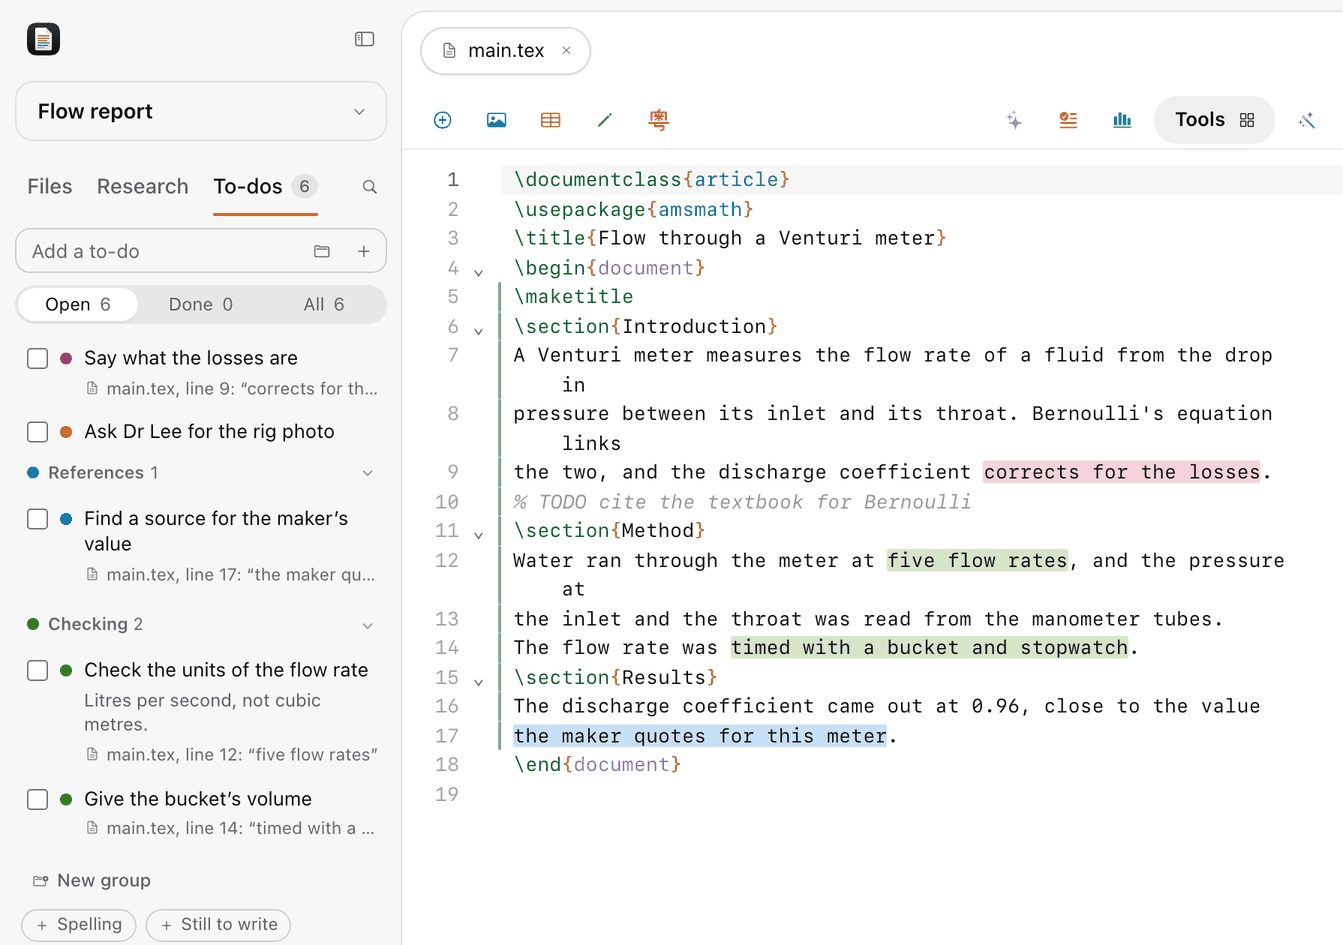 Flow report
Files Research To-dos 6
Add a to-do
Open 6 Done 0 All 6
Say what the losses are
main.tex, line 9: “corrects for th...
Ask Dr Lee for the rig photo
References 1
Find a source for the maker’s
value
main.tex, line 17: “the maker qu...
Checking 2
Check the units of the flow rate
Litres per second, not cubic
metres.
main.tex, line 12: “five flow rates”
Give the bucket’s volume
main.tex, line 14: “timed with a ...
New group
+ Spelling + Still to write
main.tex ×
Tools
1 \documentclass{article}
2 \usepackage{amsmath}
3 \title{Flow through a Venturi meter}
4 \begin{document}
5 \maketitle
6 \section{Introduction}
7 A Venturi meter measures the flow rate of a fluid from the drop
in
8 pressure between its inlet and its throat. Bernoulli's equation
links
9 the two, and the discharge coefficient corrects for the losses.
10 % TODO cite the textbook for Bernoulli
11 \section{Method}
12 Water ran through the meter at five flow rates, and the pressure
at
13 the inlet and the throat was read from the manometer tubes.
14 The flow rate was timed with a bucket and stopwatch.
15 \section{Results}
16 The discharge coefficient came out at 0.96, close to the value
17 the maker quotes for this meter.
18 \end{document}
19